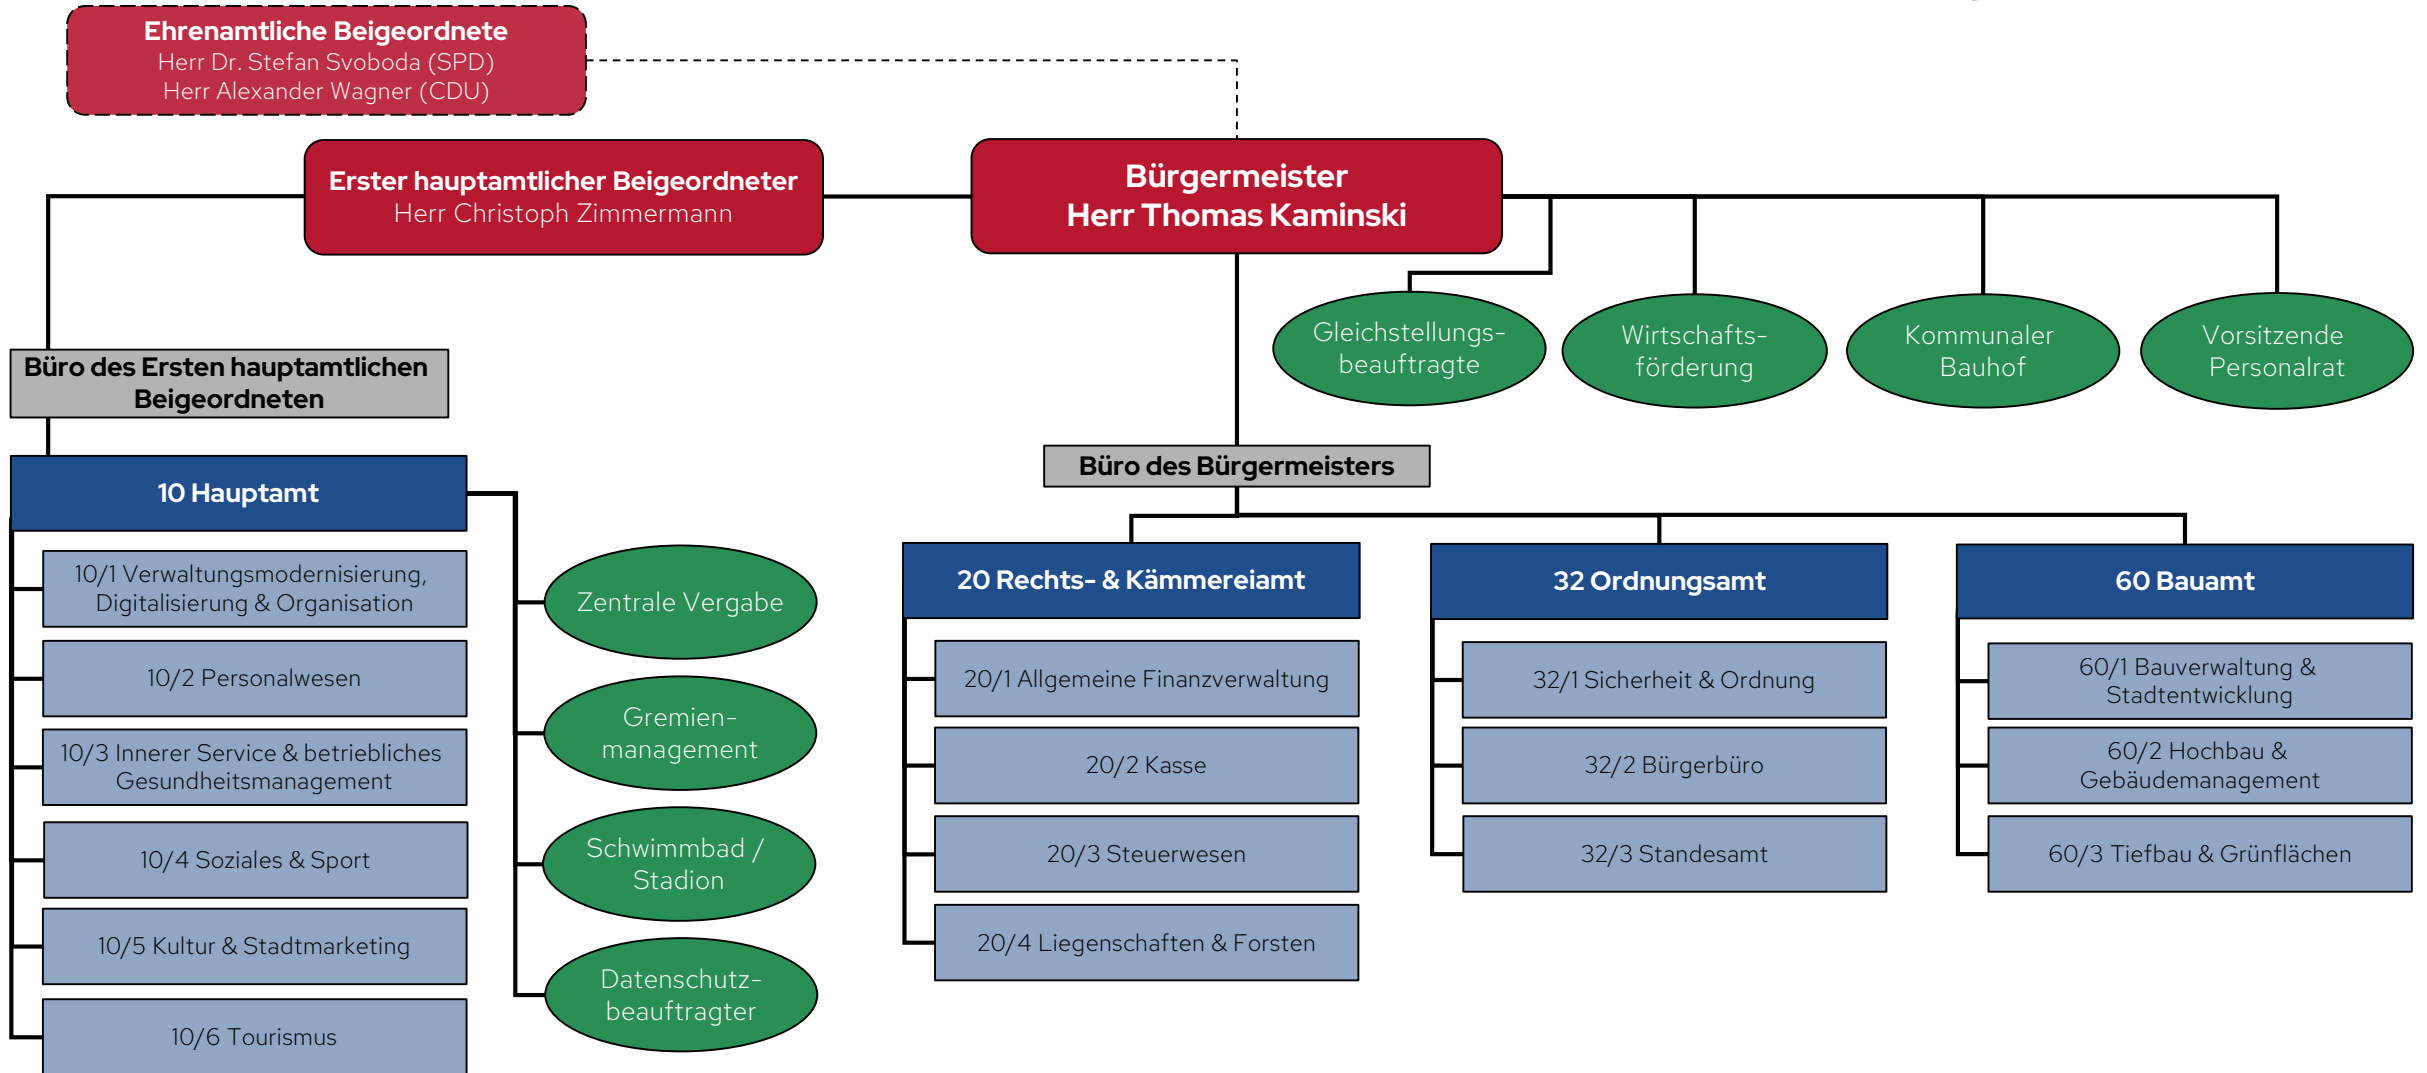 Ehrenamtliche Beigeordnete
Herr Dr. Stefan Svoboda (SPD)
Herr Alexander Wagner (CDU)
Erster hauptamtlicher Beigeordneter
Herr Christoph Zimmermann
Bürgermeister
Herr Thomas Kaminski
Gleichstellungs-
beauftragte
Wirtschafts-
förderung
Kommunaler
Bauhof
Vorsitzende
Personalrat
Büro des Ersten hauptamtlichen
Beigeordneten
Büro des Bürgermeisters
10 Hauptamt
10/1 Verwaltungsmodernisierung,
Digitalisierung & Organisation
10/2 Personalwesen
10/3 Innerer Service & betriebliches
Gesundheitsmanagement
10/4 Soziales & Sport
10/5 Kultur & Stadtmarketing
10/6 Tourismus
Zentrale Vergabe
Gremien-
management
Schwimmbad /
Stadion
Datenschutz-
beauftragter
20 Rechts- & Kämmereiamt
20/1 Allgemeine Finanzverwaltung
20/2 Kasse
20/3 Steuerwesen
20/4 Liegenschaften & Forsten
32 Ordnungsamt
32/1 Sicherheit & Ordnung
32/2 Bürgerbüro
32/3 Standesamt
60 Bauamt
60/1 Bauverwaltung &
Stadtentwicklung
60/2 Hochbau &
Gebäudemanagement
60/3 Tiefbau & Grünflächen